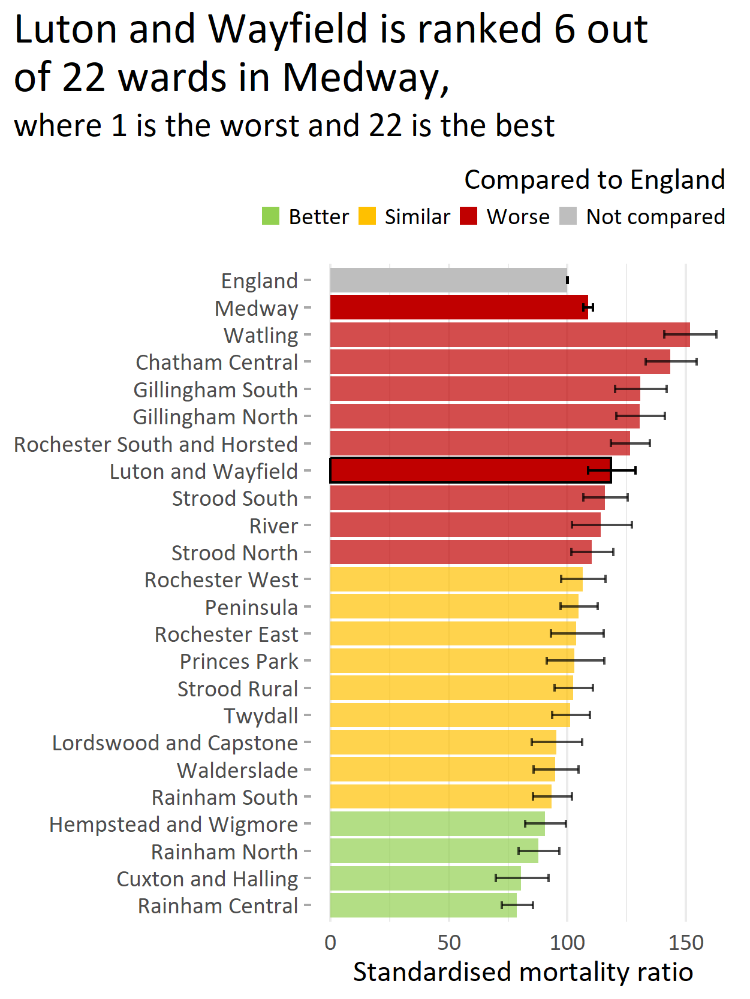 Luton and Wayfield is ranked 6 out
of 22 wards in Medway,
where 1 is the worst and 22 is the best
Compared to England
Better Similar Worse Not compared
England
Medway
Watling
Chatham Central
Gillingham South
Gillingham North
Rochester South and Horsted
Luton and Wayfield
Strood South
River
Strood North
Rochester West
Peninsula
Rochester East
Princes Park
Strood Rural
Twydall
Lordswood and Capstone
Walderslade
Rainham South
Hempstead and Wigmore
Rainham North
Cuxton and Halling
Rainham Central
0 50 100 150
Standardised mortality ratio